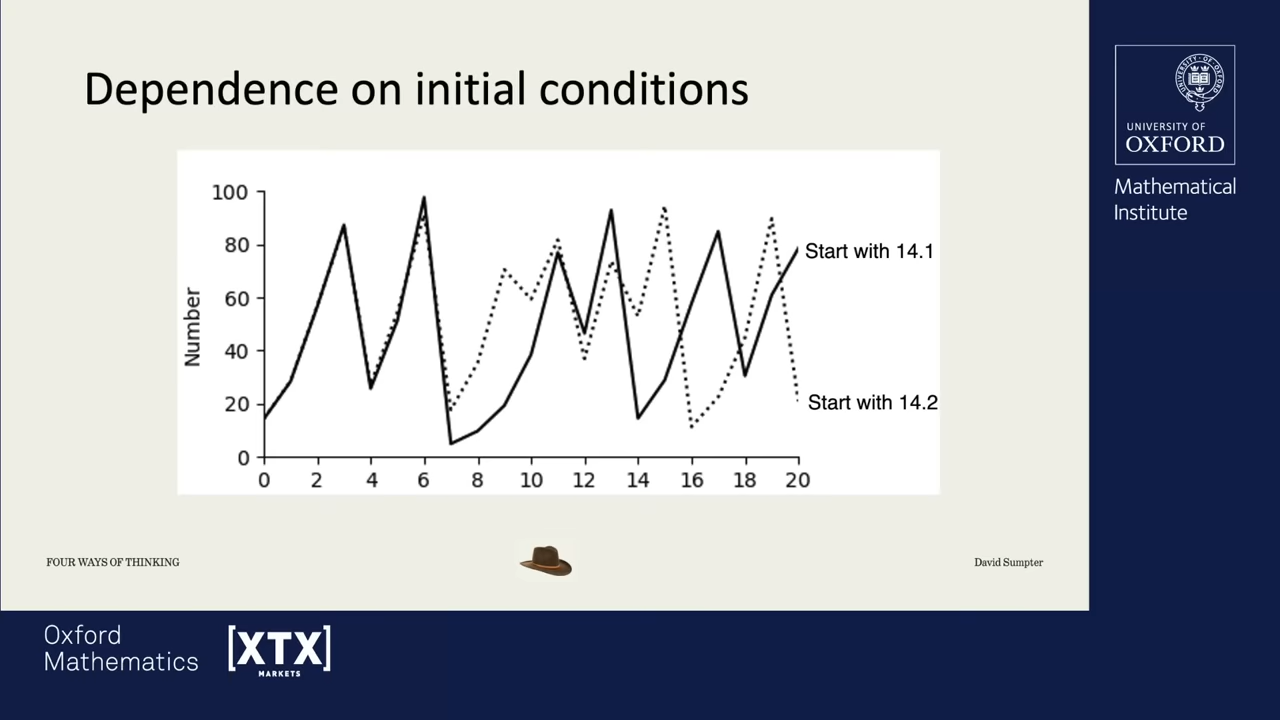 Dependence on initial conditions
UNIVERSITY OF
OXFORD
Mathematical
Institute
100
80
60
40
20
0
Number
Start with 14.1
Start with 14.2
0 2 4 6 8 10 12 14 16 18 20
FOUR WAYS OF THINKING
David Sumpter
Oxford
Mathematics
[XTX]
MARKETS